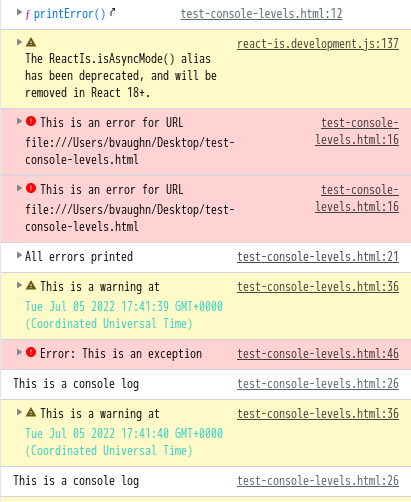 ƒ printError() test-console-levels.html:12
react-is.development.js:137
The ReactIs.isAsyncMode() alias
has been deprecated, and will be
removed in React 18+.
This is an error for URL test-console-
file:///Users/bvaughn/Desktop/test- levels.html:16
console-levels.html
This is an error for URL test-console-
file:///Users/bvaughn/Desktop/test- levels.html:16
console-levels.html
All errors printed test-console-levels.html:21
This is a warning at test-console-levels.html:36
Tue Jul 05 2022 17:41:39 GMT+0000
(Coordinated Universal Time)
Error: This is an exception test-console-levels.html:46
This is a console log test-console-levels.html:26
This is a warning at test-console-levels.html:36
Tue Jul 05 2022 17:41:40 GMT+0000
(Coordinated Universal Time)
This is a console log test-console-levels.html:26